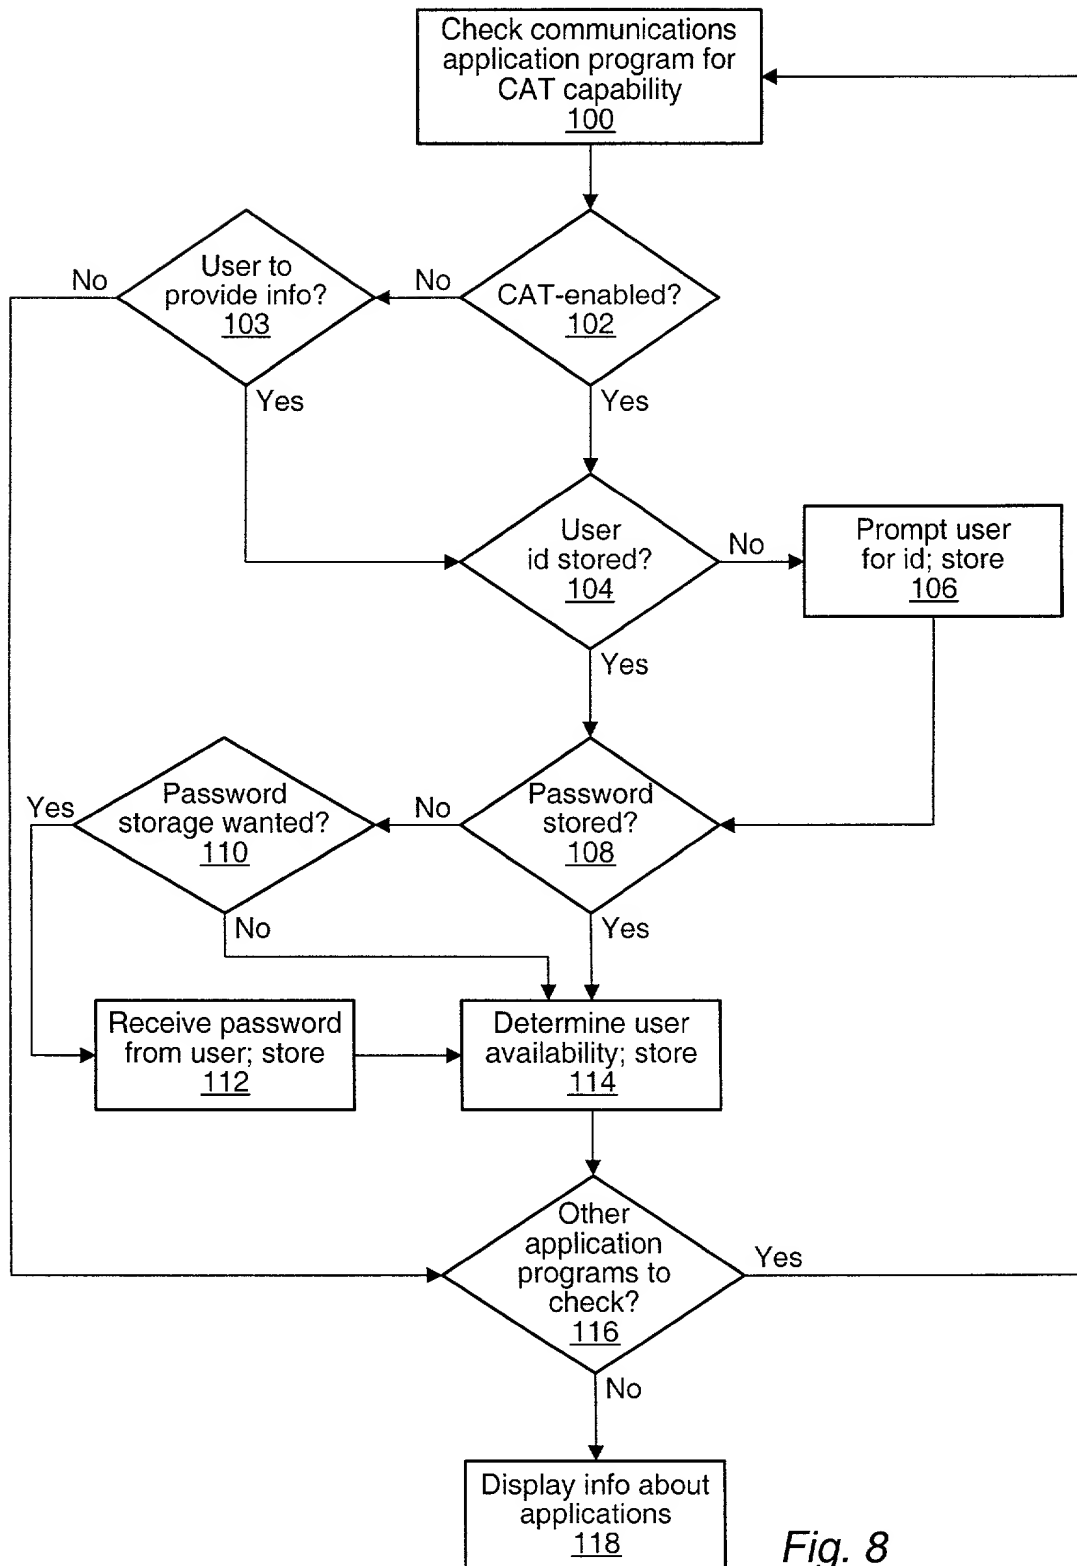 Check communications
application program for
CAT capability
100
User to
provide info?
103
No
No
CAT-enabled?
102
Yes
Yes
User
id stored?
104
No
Prompt user
for id; store
106
Yes
Password
storage wanted?
110
Yes
No
Password
stored?
108
No
Yes
Receive password
from user; store
112
Determine user
availability; store
114
Other
application
programs to
check?
116
Yes
No
Display info about
applications
118
Fig. 8